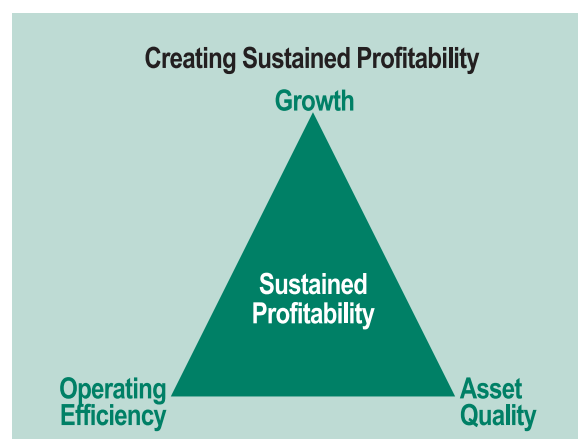 Creating Sustained Profitability
Growth
Sustained
Profitability
Operating
Efficiency
Asset
Quality